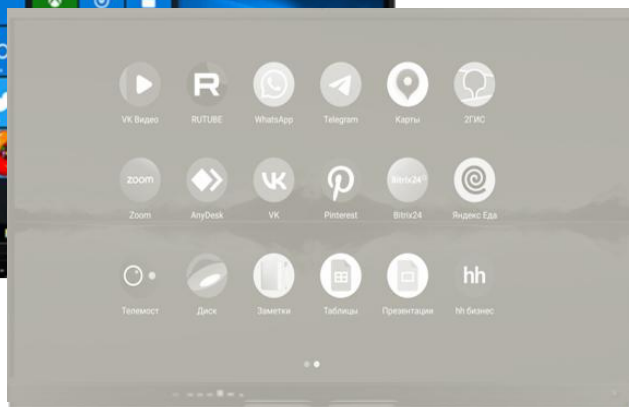 R
VK Видео RUTUBE WhatsApp Telegram Карты 2ГИС
zoom VK Bitrix24
Zoom AnyDesk VK Pinterest Bitrix24 Яндекс Еда
hh
Телемост Диск Заметки Таблицы Презентации hh бизнес